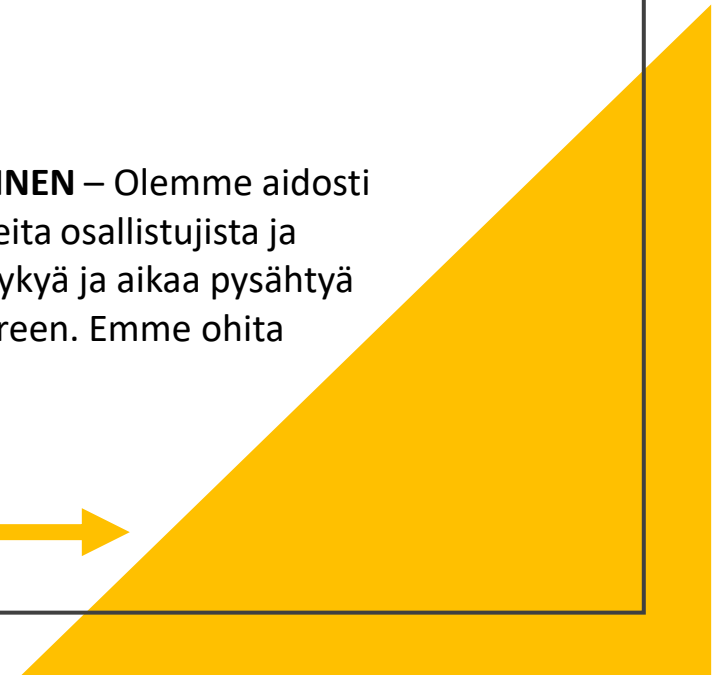 INEN – Olemme aidosti
eita osallistujista ja
ykyä ja aikaa pysähtyä
reen. Emme ohita